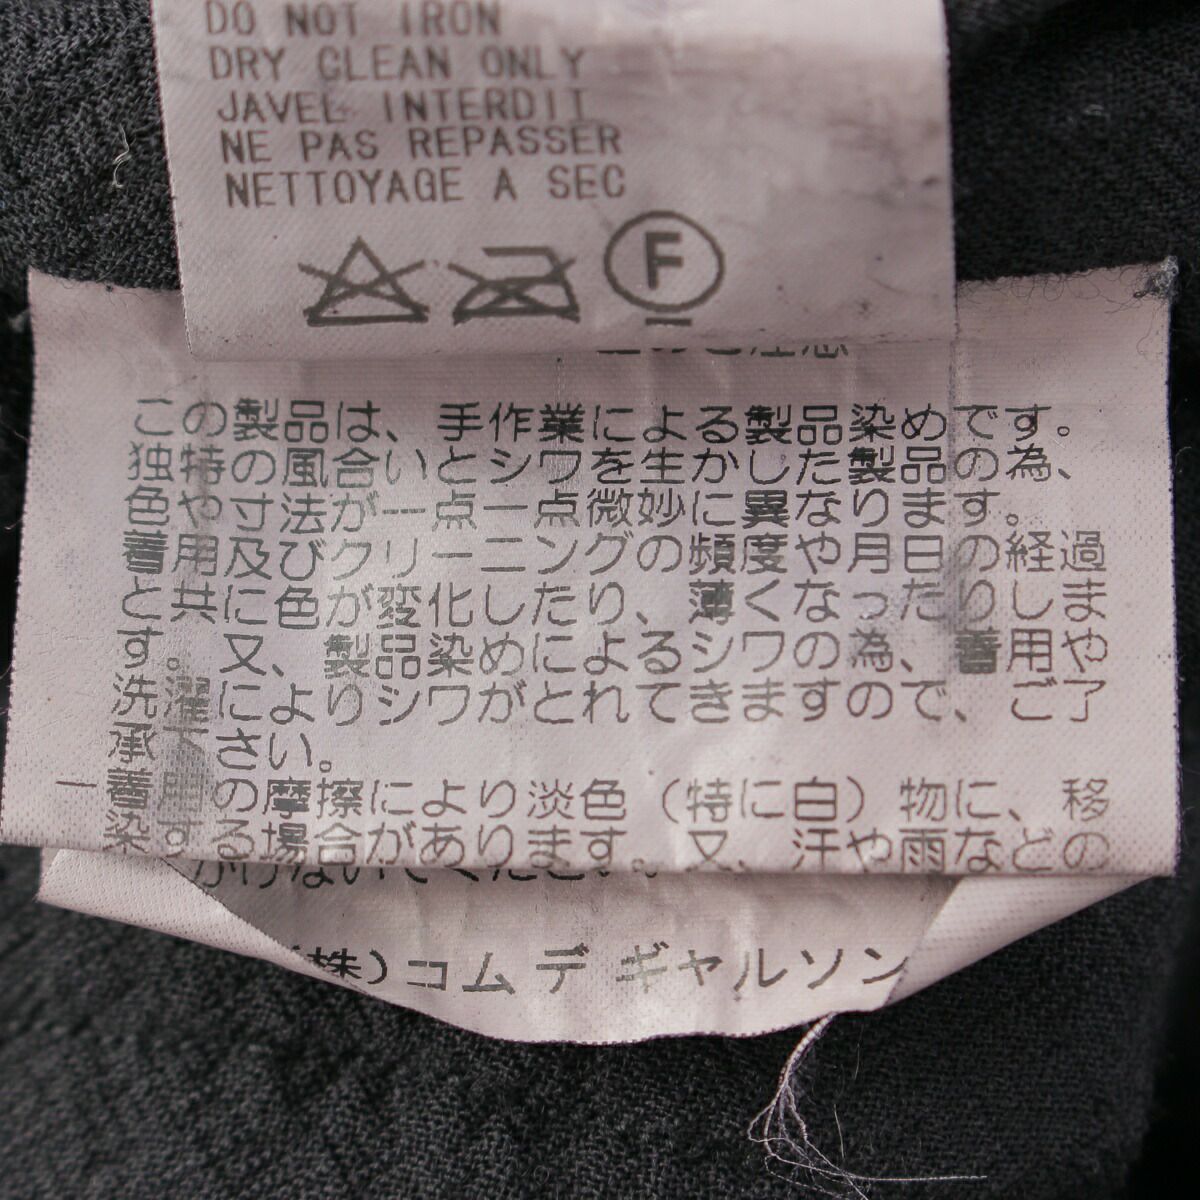 DO NOT IRON
DRY CLEAN ONLY
JAVEL INTERDIT
NE PAS REPASSER
NETTOYAGE A SEC
F
この製品は、手作業による製品染めです。
独特の風合いとシワを生かした製品の為、
色や寸法が一点一点微妙に異なります。
着用及びクリーニングの頻度や月日の経過
と共に色が変化したり、薄くなったりしま
す。又、製品染めによるシワの為、着用や
洗濯によりシワがとれてきますので、ご了
承下さい。
着用の摩擦により淡色(特に白)物に、移
染する場合があります。又、汗や雨などの
(株)コム デ ギャルソン